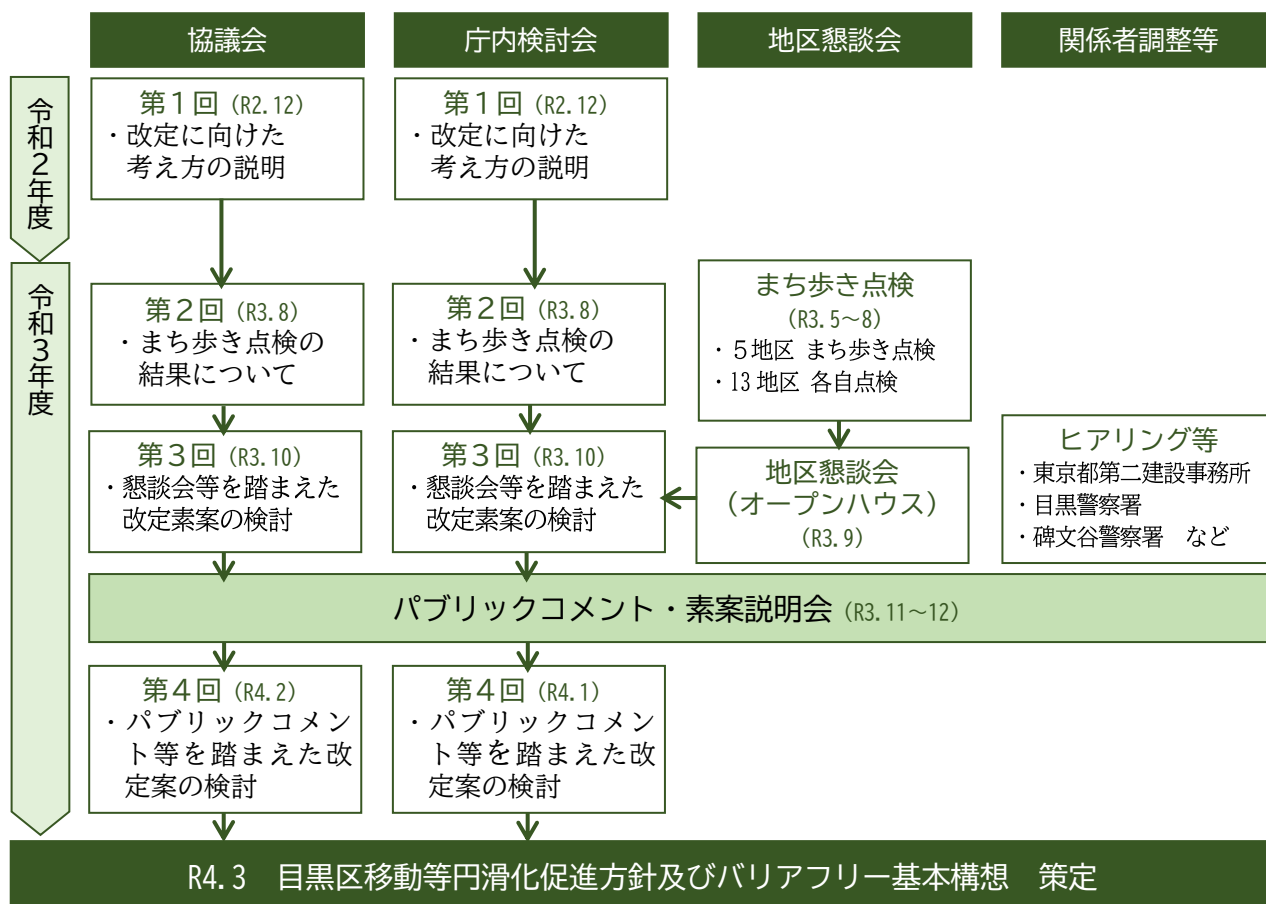 協議会
庁内検討会
地区懇談会
関係者調整等
令和2年度
第1回 (R2.12)
・改定に向けた
考え方の説明
第1回 (R2.12)
・改定に向けた
考え方の説明
令和3年度
第2回 (R3.8)
・まち歩き点検の
結果について
第2回 (R3.8)
・まち歩き点検の
結果について
まち歩き点検
(R3.5～8)
・5地区 まち歩き点検
・13地区 各自点検
第3回 (R3.10)
・懇談会等を踏まえた
改定素案の検討
第3回 (R3.10)
・懇談会等を踏まえた
改定素案の検討
地区懇談会
(オープンハウス)
(R3.9)
ヒアリング等
・東京都第二建設事務所
・目黒警察署
・碑文谷警察署　など
パブリックコメント・素案説明会 (R3.11～12)
第4回 (R4.2)
・パブリックコメン
ト等を踏まえた改
定案の検討
第4回 (R4.1)
・パブリックコメン
ト等を踏まえた改
定案の検討
R4.3　目黒区移動等円滑化促進方針及びバリアフリー基本構想　策定